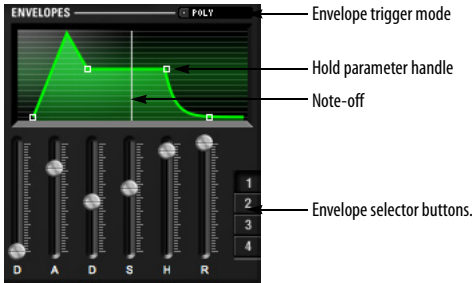 ENVELOPES
POLY
Envelope trigger mode
Hold parameter handle
Note-off
1
2
3
4
Envelope selector buttons.
D A D S H R